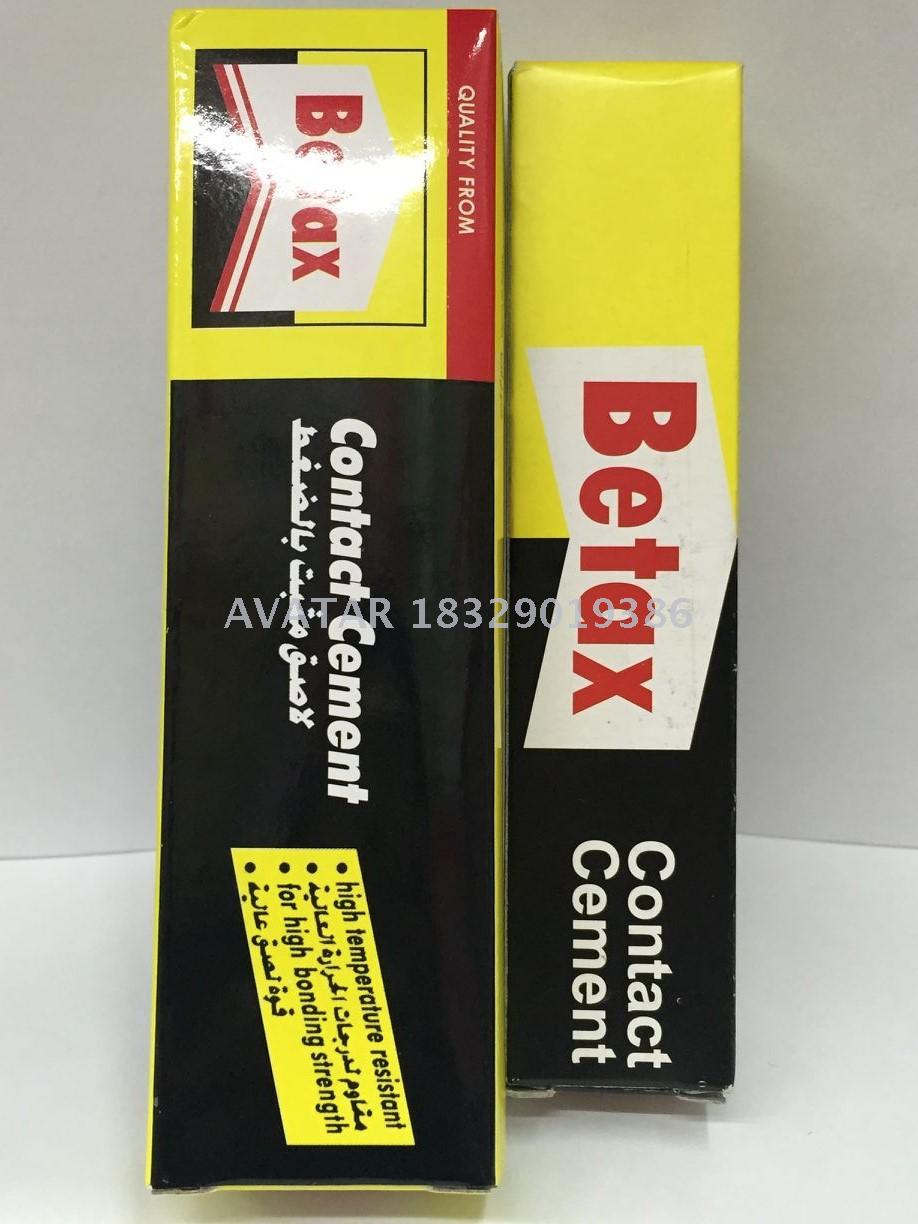 QUALITY FROM
Betax
Contact Cement
لاصق مثبت بالضغط
• high temperature resistant
• مقاوم لدرجات الحرارة العالية
• for high bonding strength
• قوة لصق عالية
Betax
Contact
Cement
AVATAR 18329019386